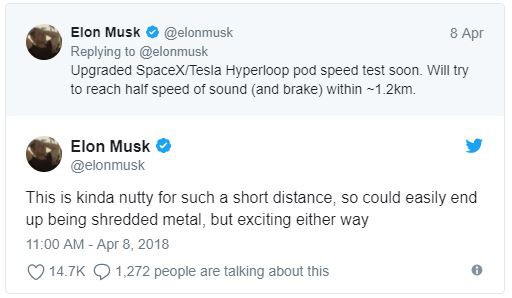 Elon Musk @elonmusk 8 Apr
Replying to @elonmusk
Upgraded SpaceX/Tesla Hyperloop pod speed test soon. Will try
to reach half speed of sound (and brake) within ~1.2km.
Elon Musk
@elonmusk
This is kinda nutty for such a short distance, so could easily end
up being shredded metal, but exciting either way
11:00 AM - Apr 8, 2018
14.7K 1,272 people are talking about this